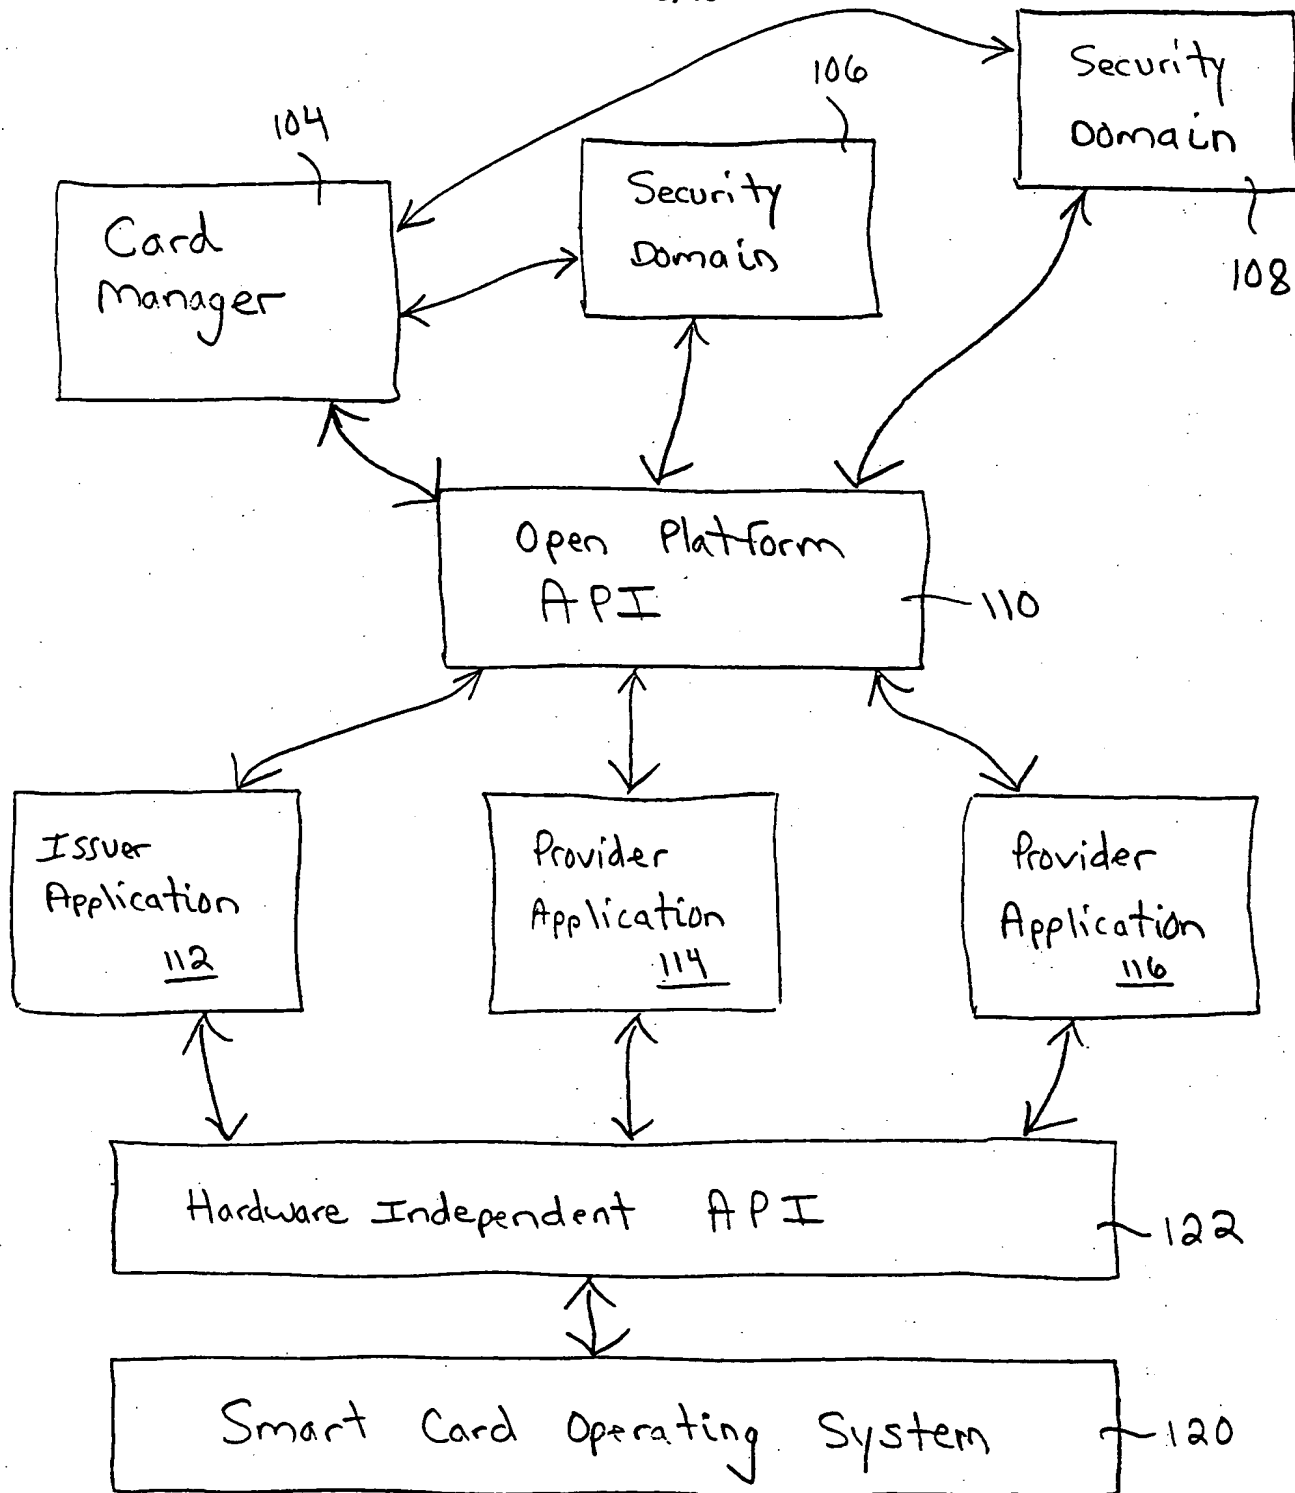 Security
Domain
106
104
Security
Domain
Card
Manager
108
Open Platform
API
110
Issuer
Application
112
Provider
Application
114
Provider
Application
116
Hardware Independent API
122
Smart Card Operating System
120